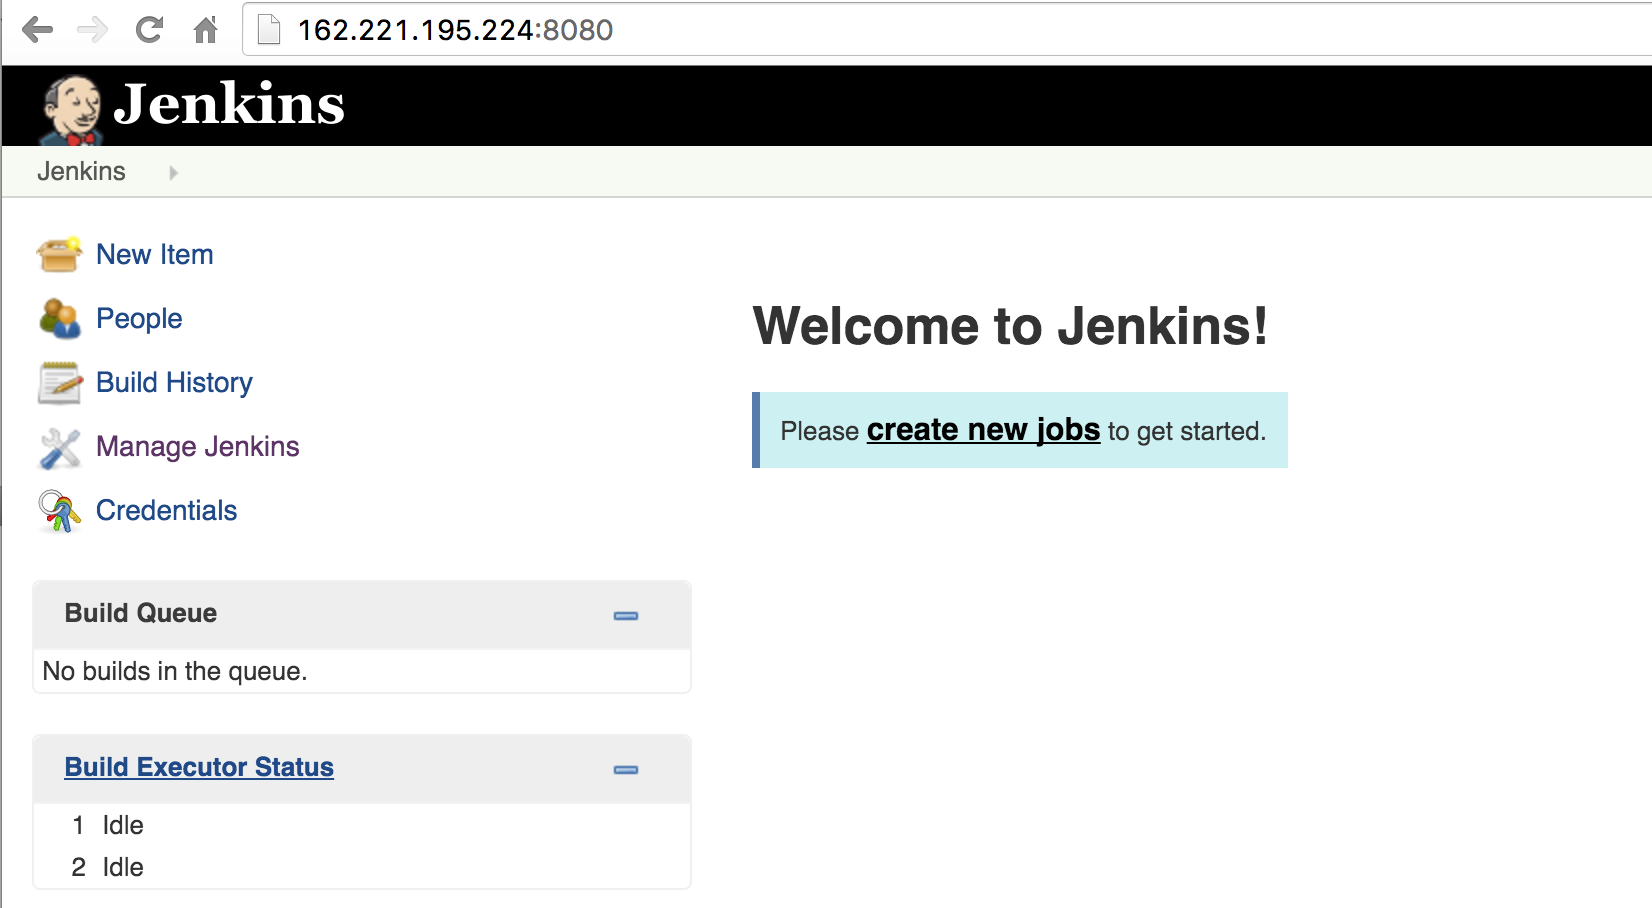 162.221.195.224:8080
Jenkins
Jenkins
New Item
People
Build History
Manage Jenkins
Credentials
Welcome to Jenkins!
Please create new jobs to get started.
Build Queue
No builds in the queue.
Build Executor Status
1 Idle
2 Idle